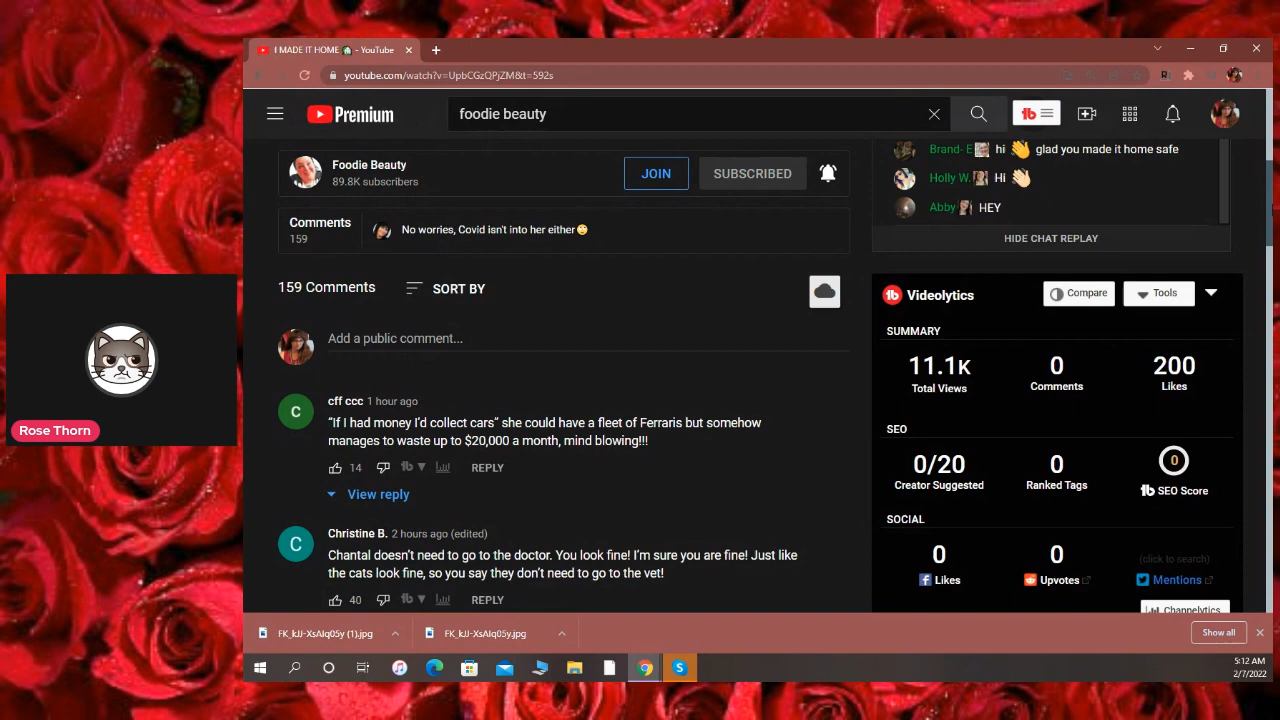 I MADE IT HOME 🏠 - YouTube
youtube.com/watch?v=UpbCGzQPjZM&t=592s
Premium
foodie beauty
Foodie Beauty
89.8K subscribers
JOIN
SUBSCRIBED
Comments
159
No worries, Covid isn't into her either🙄
159 Comments
SORT BY
Add a public comment...
cff ccc 1 hour ago
“If I had money I’d collect cars” she could have a fleet of Ferraris but somehow
manages to waste up to $20,000 a month, mind blowing!!!
14
REPLY
View reply
Christine B. 2 hours ago (edited)
Chantal doesn’t need to go to the doctor. You look fine! I’m sure you are fine! Just like
the cats look fine, so you say they don’t need to go to the vet!
40
REPLY
Brand- E hi 👋 glad you made it home safe
Holly W. Hi 👋
Abby HEY
HIDE CHAT REPLAY
Videolytics
Compare
Tools
SUMMARY
11.1K
Total Views
0
Comments
200
Likes
SEO
0/20
Creator Suggested
0
Ranked Tags
0
SEO Score
SOCIAL
0
Likes
0
Upvotes
(click to search)
Mentions
Channelytics
Rose Thorn
C
C
FK_kJJ-XsAIq05y (1).jpg
FK_kJJ-XsAIq05y.jpg
Show all
5:12 AM
2/7/2022